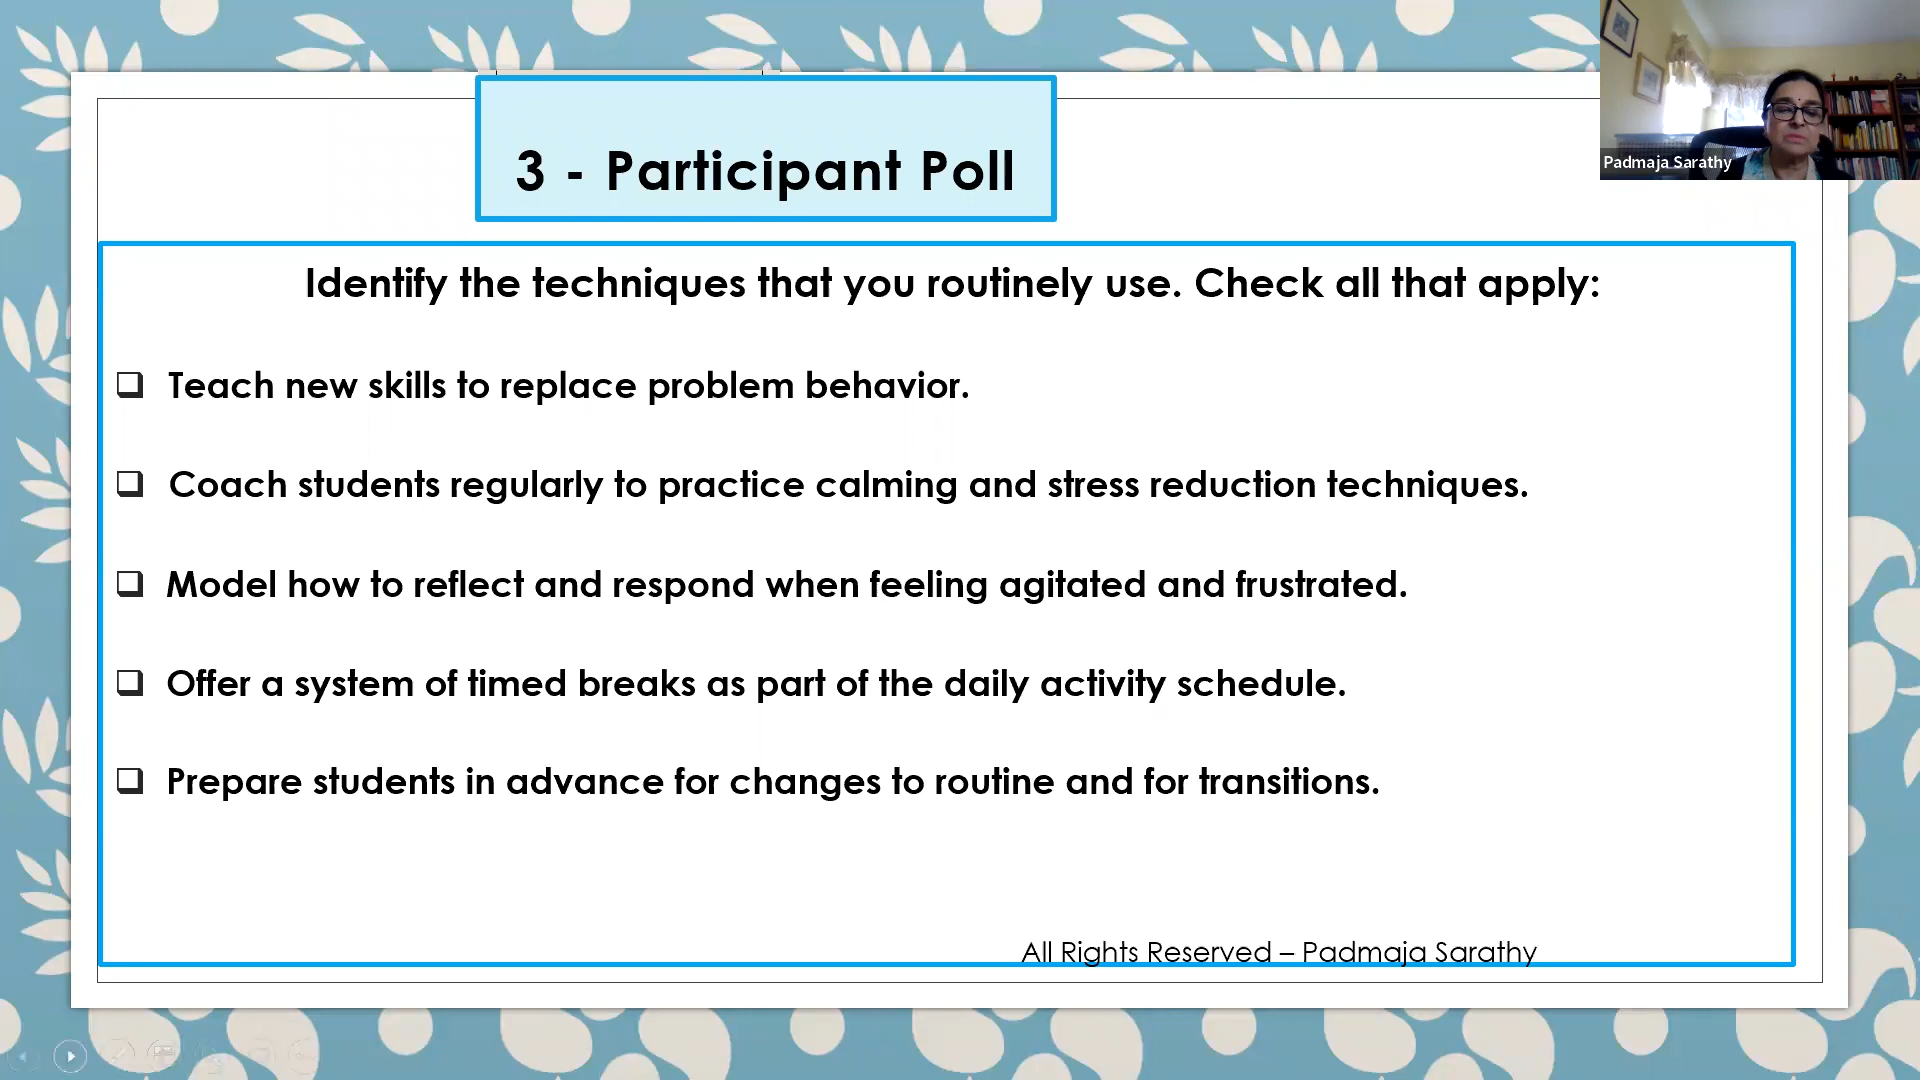 3 - Participant Poll
Padmaja Sarathy
Identify the techniques that you routinely use. Check all that apply:
Teach new skills to replace problem behavior.
Coach students regularly to practice calming and stress reduction techniques.
Model how to reflect and respond when feeling agitated and frustrated.
Offer a system of timed breaks as part of the daily activity schedule.
Prepare students in advance for changes to routine and for transitions.
All Rights Reserved – Padmaja Sarathy